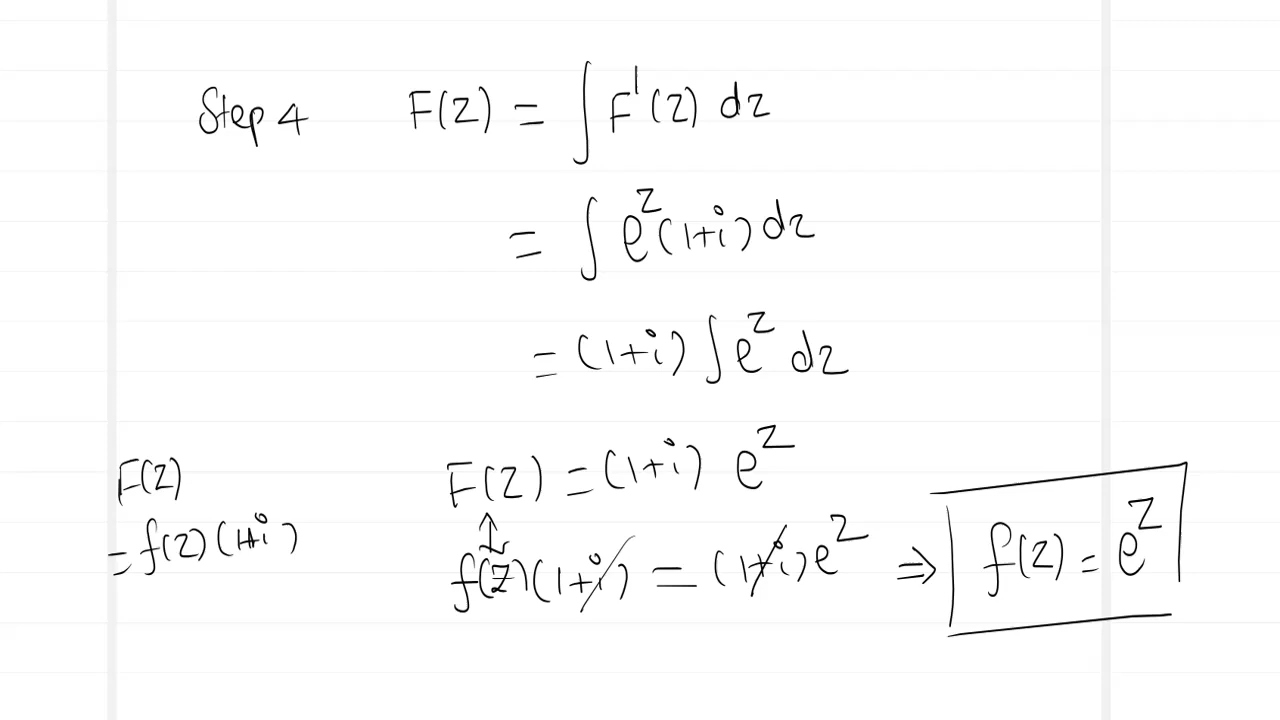 Step 4 F(z) = ∫ F'(z) dz
= ∫ e^z (1+i) dz
= (1+i) ∫ e^z dz
F(z) F(z) = (1+i) e^z
= f(z)(1+i) f(z)(1+i) = (1+i) e^z ⇒ f(z) = e^z